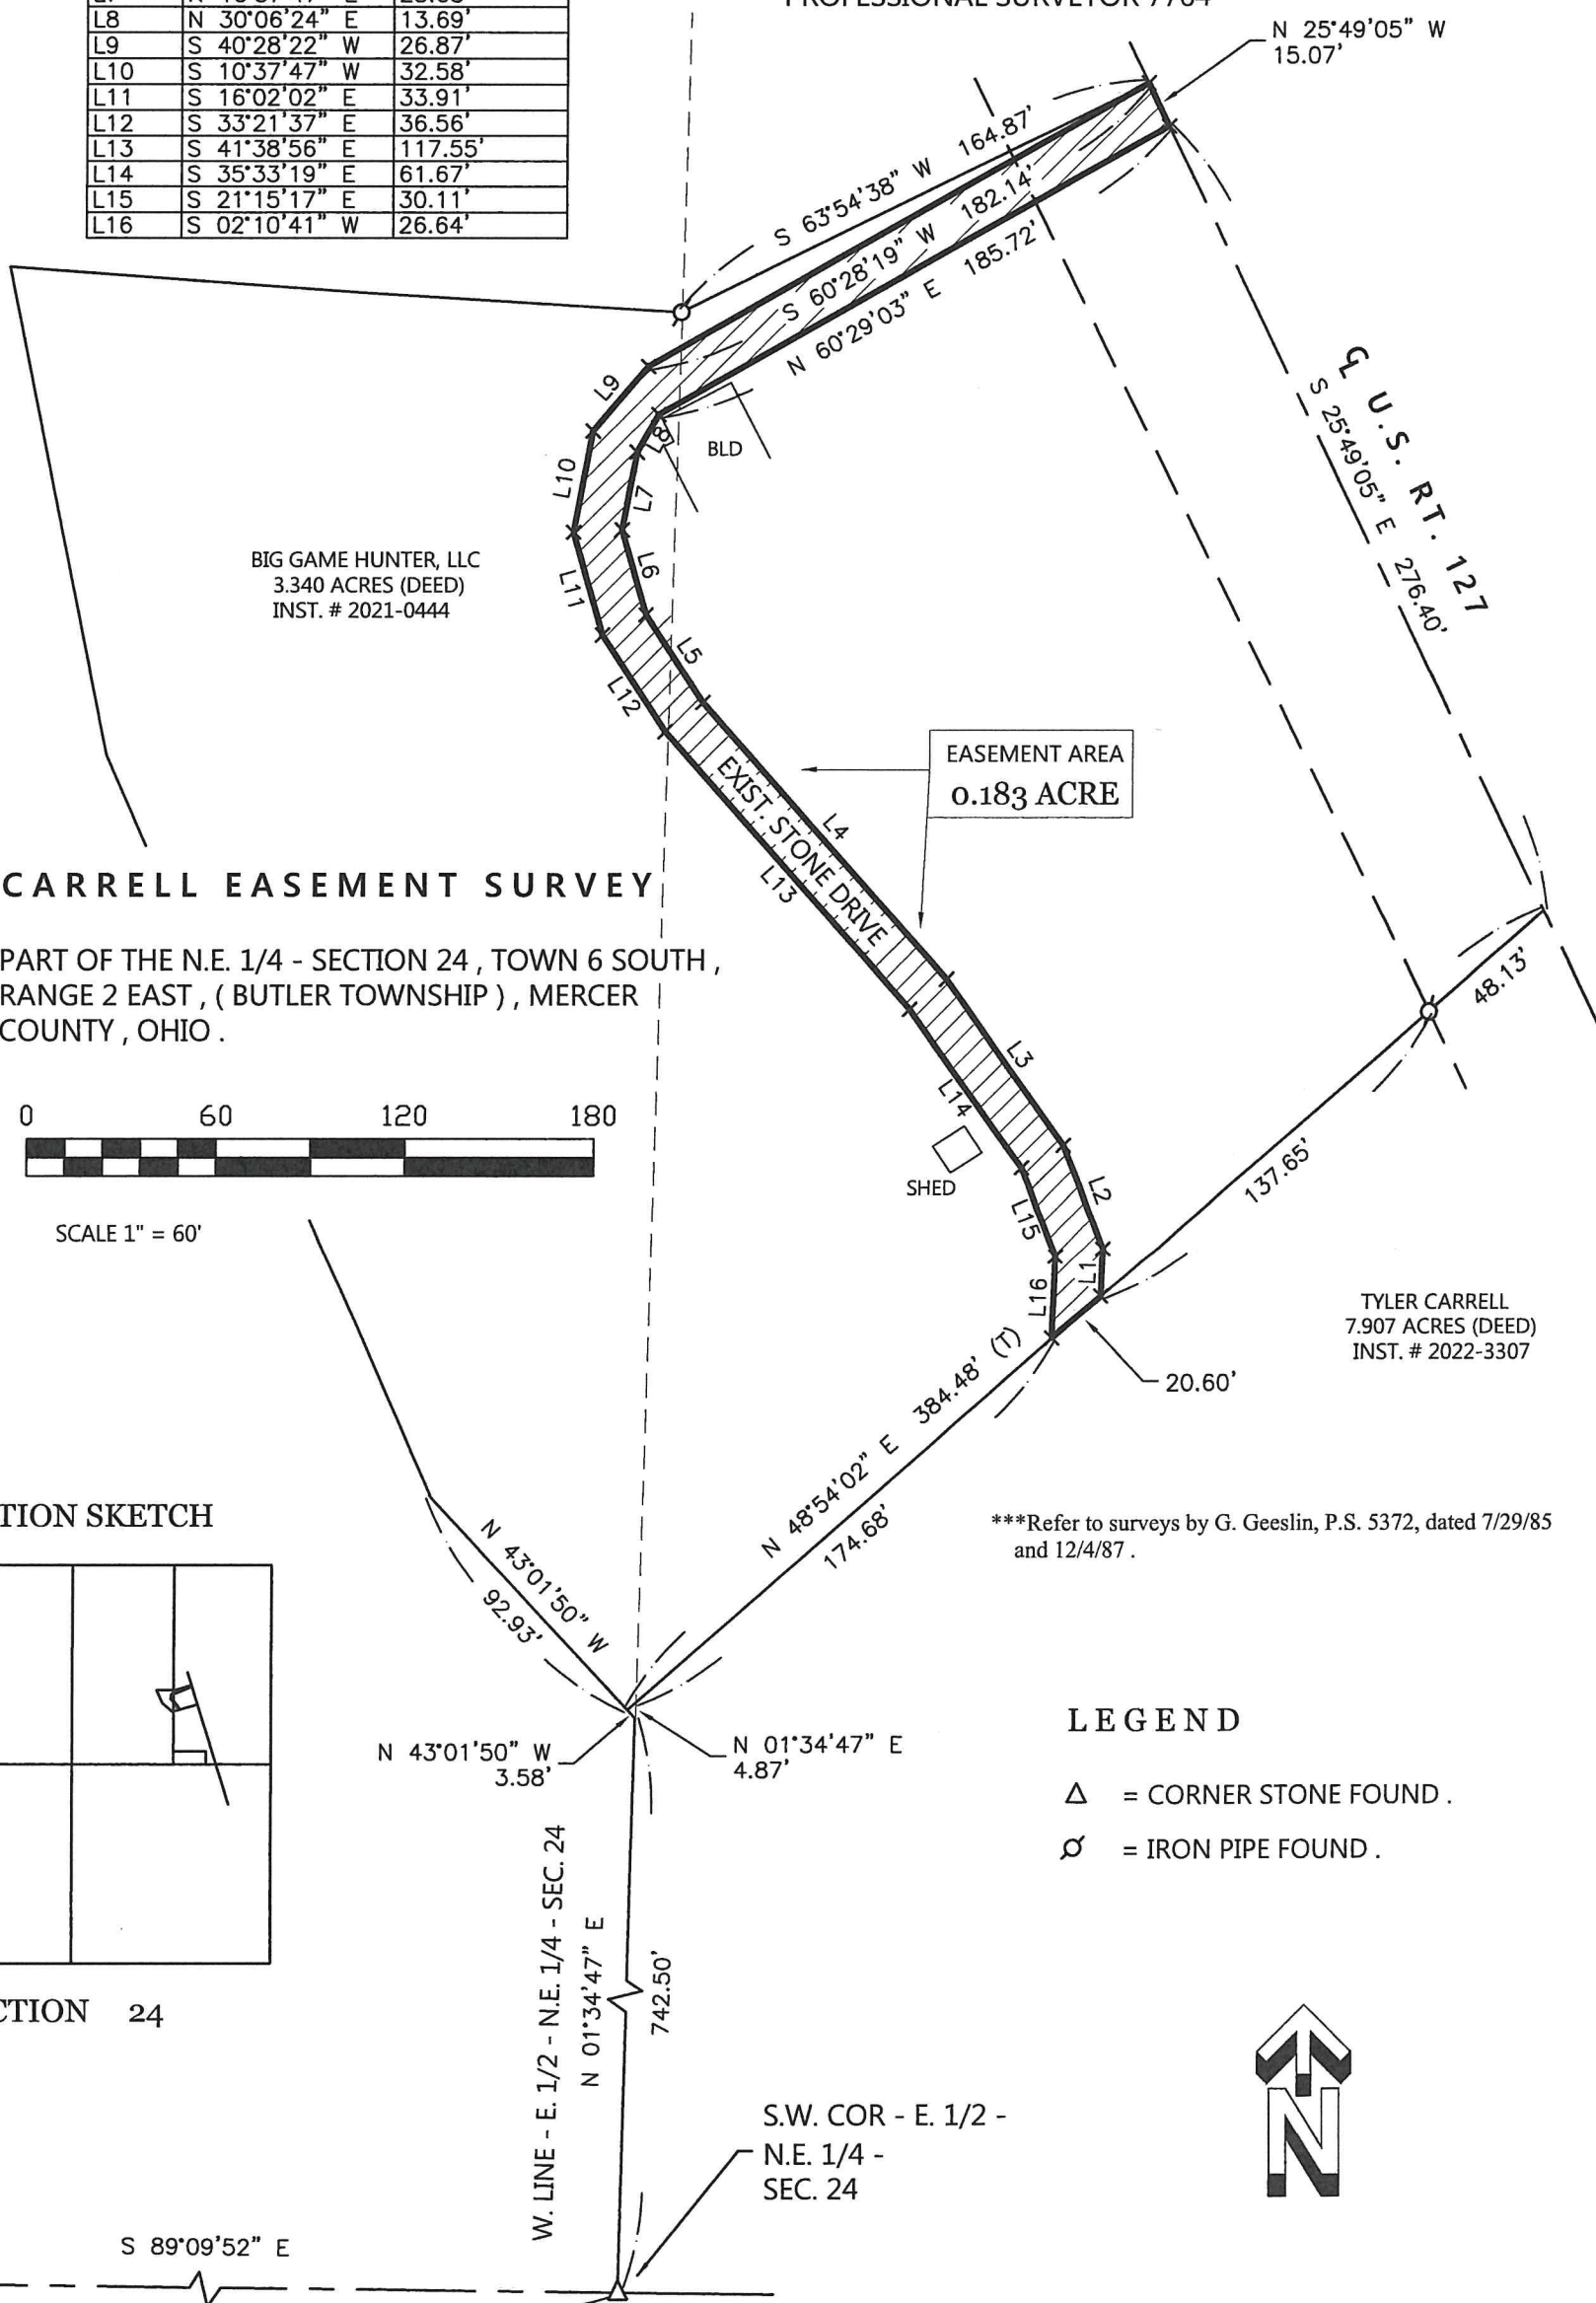 L8 N 30°06'24" E 13.69'
L9 S 40°28'22" W 26.87'
L10 S 10°37'47" W 32.58'
L11 S 16°02'02" E 33.91'
L12 S 33°21'37" E 36.56'
L13 S 41°38'56" E 117.55'
L14 S 35°33'19" E 61.67'
L15 S 21°15'17" E 30.11'
L16 S 02°10'41" W 26.64'
PROFESSIONAL SURVEYOR 7764
N 25°49'05" W
15.07'
S 63°54'38" W 164.87'
S 60°28'19" W 182.14'
N 60°29'03" E 185.72'
℄ U.S. RT. 127
S 25°49'05" E 276.40'
L9
L8
BLD
L10
L7
L6
L11
L5
L12
BIG GAME HUNTER, LLC
3.340 ACRES (DEED)
INST. # 2021-0444
EASEMENT AREA
0.183 ACRE
EXIST. STONE DRIVE
L4
L13
CARRELL EASEMENT SURVEY
PART OF THE N.E. 1/4 - SECTION 24 , TOWN 6 SOUTH ,
RANGE 2 EAST , ( BUTLER TOWNSHIP ) , MERCER
COUNTY , OHIO .
0 60 120 180
SCALE 1" = 60'
48.13'
137.65'
L3
L14
SHED
L2
L15
L1
L16
20.60'
TYLER CARRELL
7.907 ACRES (DEED)
INST. # 2022-3307
N 48°54'02" E 384.48' (T)
174.68'
***Refer to surveys by G. Geeslin, P.S. 5372, dated 7/29/85
and 12/4/87 .
TION SKETCH
N 43°01'50" W
92.93'
N 43°01'50" W
3.58'
N 01°34'47" E
4.87'
LEGEND
△ = CORNER STONE FOUND .
= IRON PIPE FOUND .
W. LINE - E. 1/2 - N.E. 1/4 - SEC. 24
N 01°34'47" E
742.50'
CTION 24
S.W. COR - E. 1/2 -
N.E. 1/4 -
SEC. 24
N
S 89°09'52" E